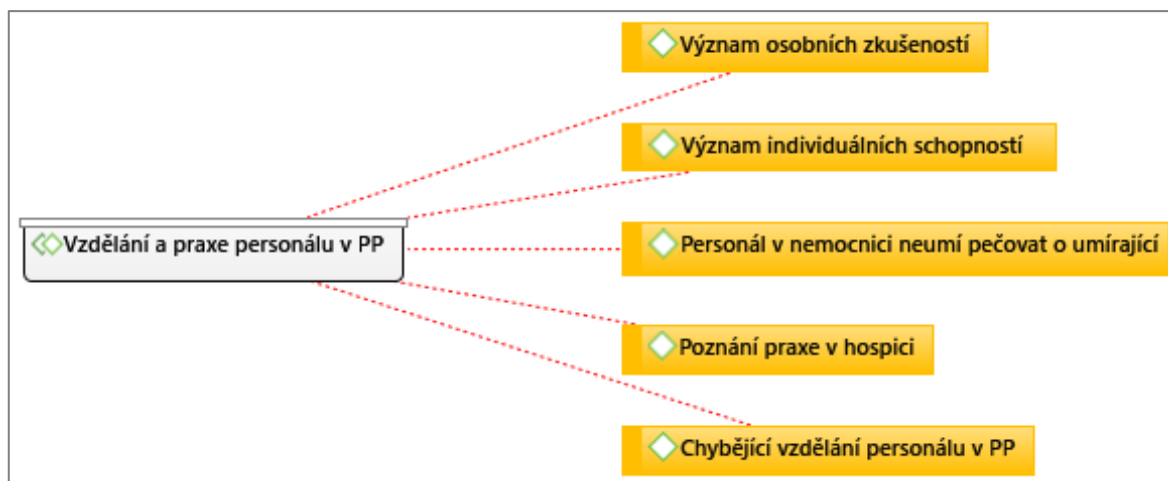 Význam osobních zkušeností
Význam individuálních schopností
Vzdělání a praxe personálu v PP
Personál v nemocnici neumí pečovat o umírající
Poznání praxe v hospici
Chybějící vzdělání personálu v PP